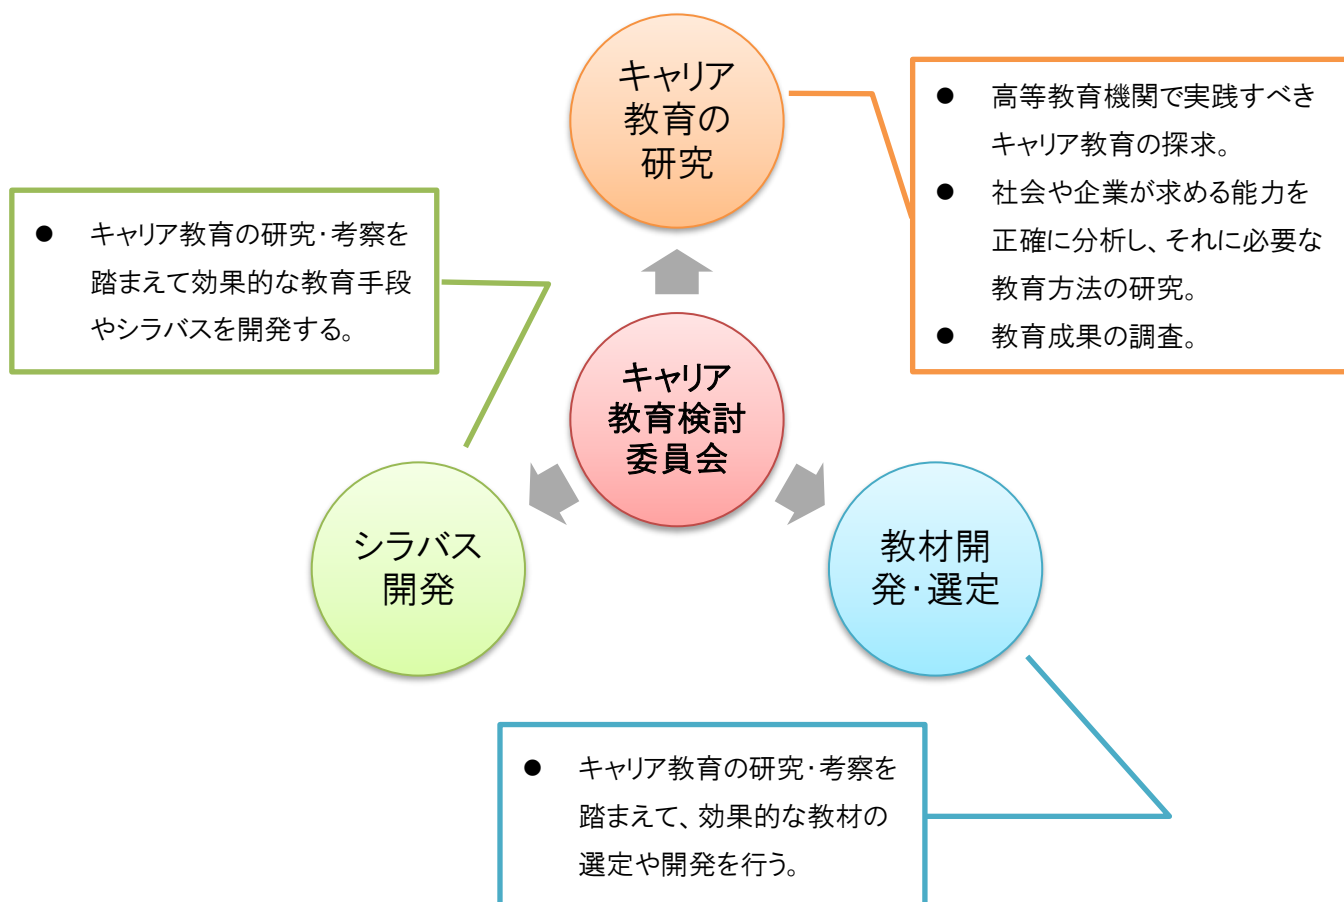 キャリア
教育の
研究
● 高等教育機関で実践すべき
キャリア教育の探求。
● 社会や企業が求める能力を
正確に分析し、それに必要な
教育方法の研究。
● 教育成果の調査。
● キャリア教育の研究・考察を
踏まえて効果的な教育手段
やシラバスを開発する。
キャリア
教育検討
委員会
シラバス
開発
教材開
発・選定
● キャリア教育の研究・考察を
踏まえて、効果的な教材の
選定や開発を行う。